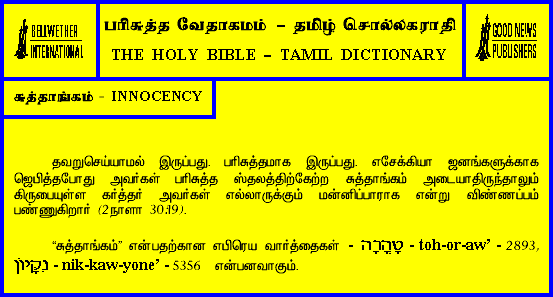 BELLWETHER
INTERNATIONAL
பரிசுத்த வேதாகமம் – தமிழ் சொல்லகராதி
THE HOLY BIBLE – TAMIL DICTIONARY
GOOD NEWS
PUBLISHERS
சுத்தாங்கம் - INNOCENCY
தவறுசெய்யாமல் இருப்பது. பரிசுத்தமாக இருப்பது. எசேக்கியா ஜனங்களுக்காக
ஜெபித்தபோது அவர்கள் பரிசுத்த ஸ்தலத்திற்கேற்ற சுத்தாங்கம் அடையாதிருந்தாலும்
கிருபையுள்ள கர்த்தர் அவர்கள் எல்லாருக்கும் மன்னிப்பாராக என்று விண்ணப்பம்
பண்ணுகிறார் (2நாளா 30:19).
“சுத்தாங்கம்” என்பதற்கான எபிரெய வார்த்தைகள் - טָהֳרָה - toh-or-aw’ - 2893,
נִקָּיוֹן - nik-kaw-yone’ - 5356 என்பனவாகும்.